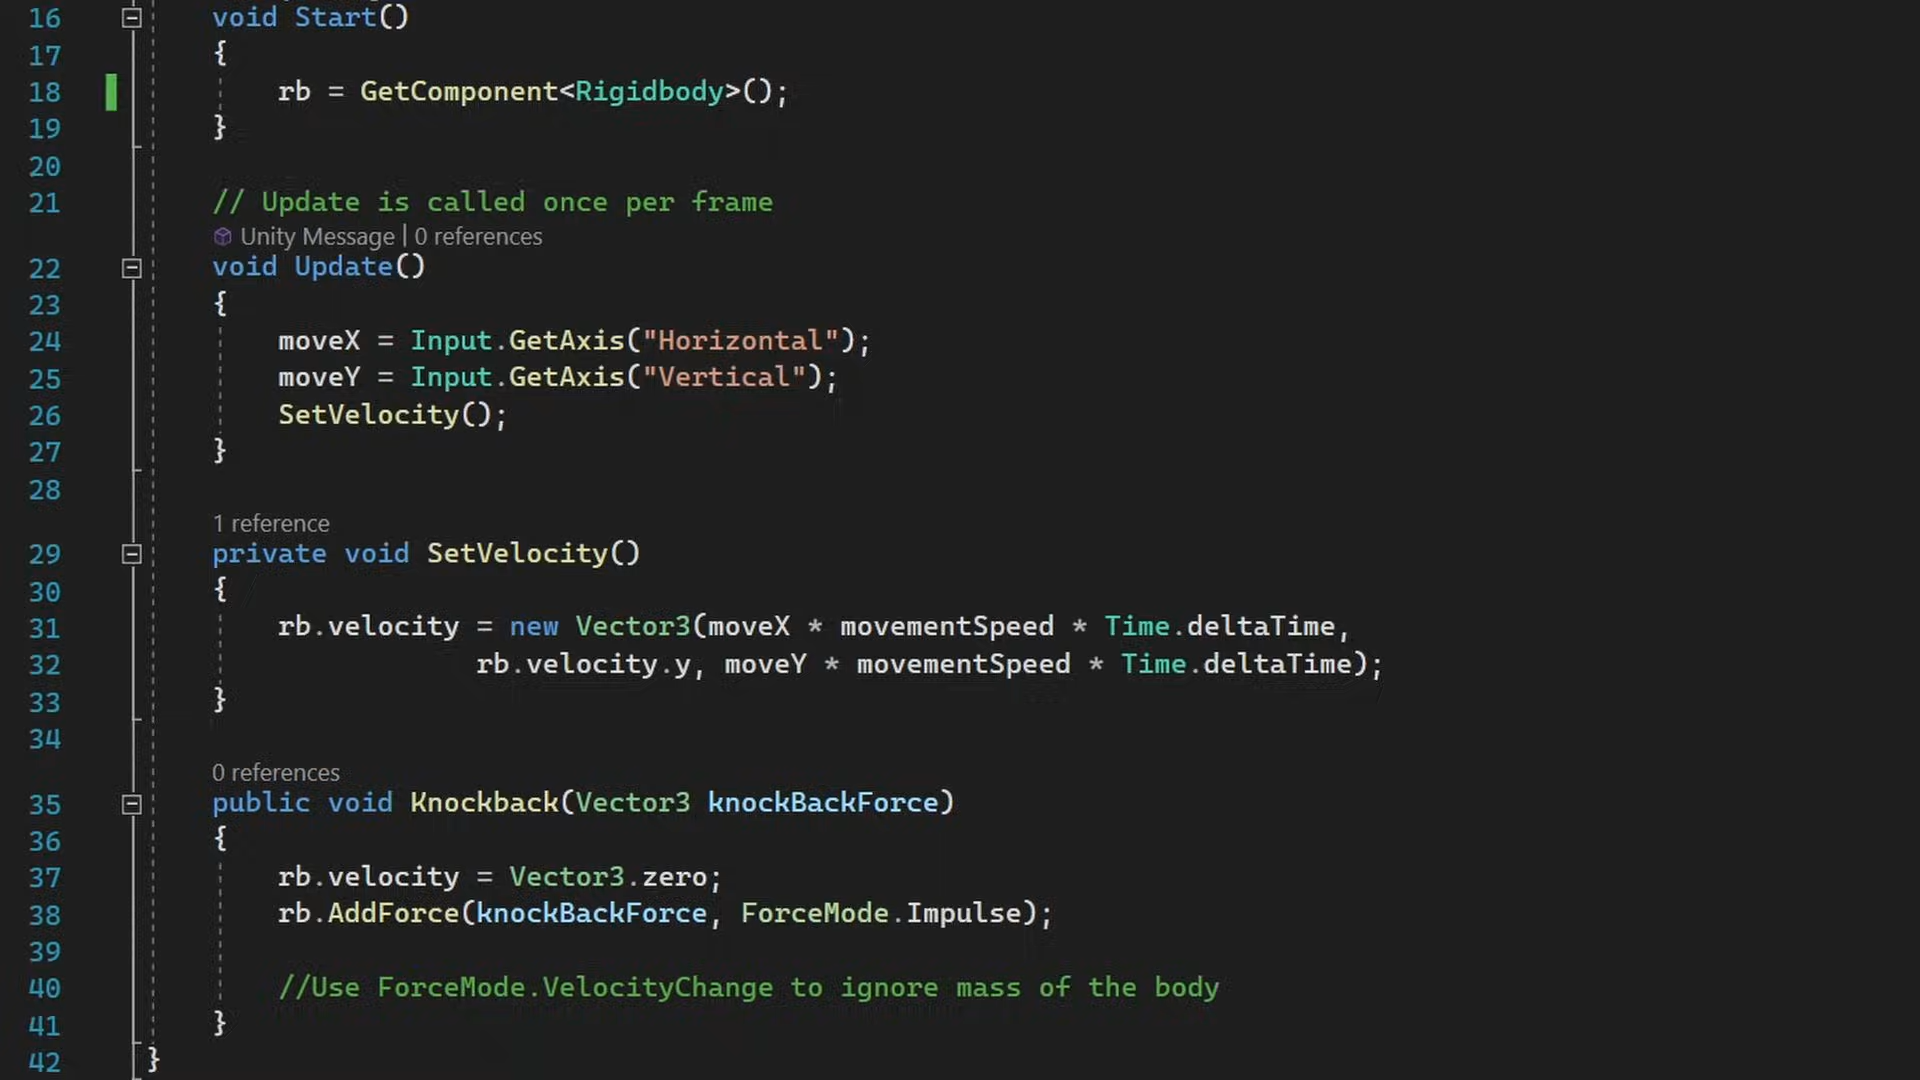 16 void Start()
17 {
18 rb = GetComponent<Rigidbody>();
19 }
20
21 // Update is called once per frame
Unity Message | 0 references
22 void Update()
23 {
24 moveX = Input.GetAxis("Horizontal");
25 moveY = Input.GetAxis("Vertical");
26 SetVelocity();
27 }
28
1 reference
29 private void SetVelocity()
30 {
31 rb.velocity = new Vector3(moveX * movementSpeed * Time.deltaTime,
32 rb.velocity.y, moveY * movementSpeed * Time.deltaTime);
33 }
34
0 references
35 public void Knockback(Vector3 knockBackForce)
36 {
37 rb.velocity = Vector3.zero;
38 rb.AddForce(knockBackForce, ForceMode.Impulse);
39
40 //Use ForceMode.VelocityChange to ignore mass of the body
41 }
42 }